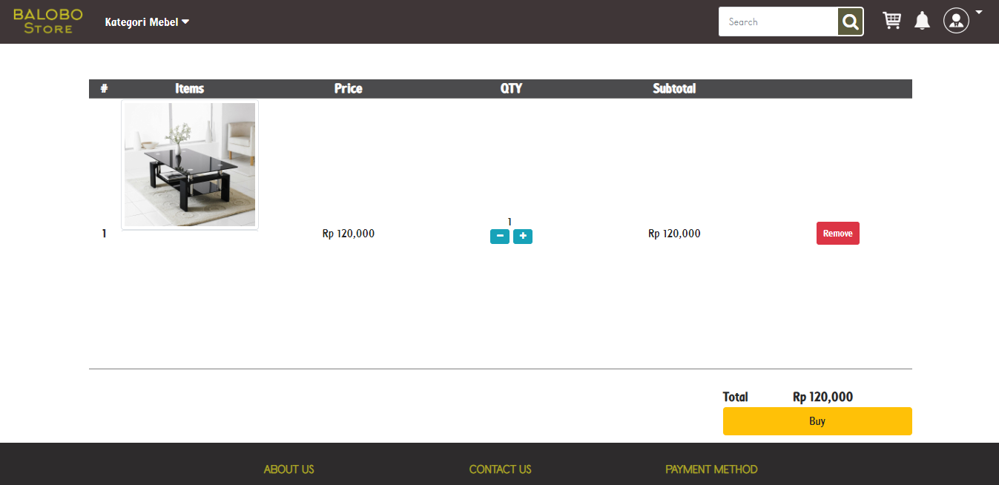 BALOBO
STORE
Kategori Mebel
Search
# Items Price QTY Subtotal
1 Rp 120,000 1 Rp 120,000 Remove
Total Rp 120,000
Buy
ABOUT US CONTACT US PAYMENT METHOD